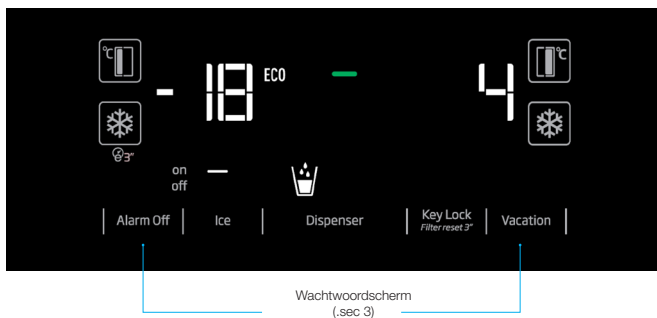 °C
°C
- 18 ECO
4
3"
on
off
Alarm Off
Ice
Dispenser
Key Lock
Filter reset 3"
Vacation
Wachtwoordscherm
(.sec 3)